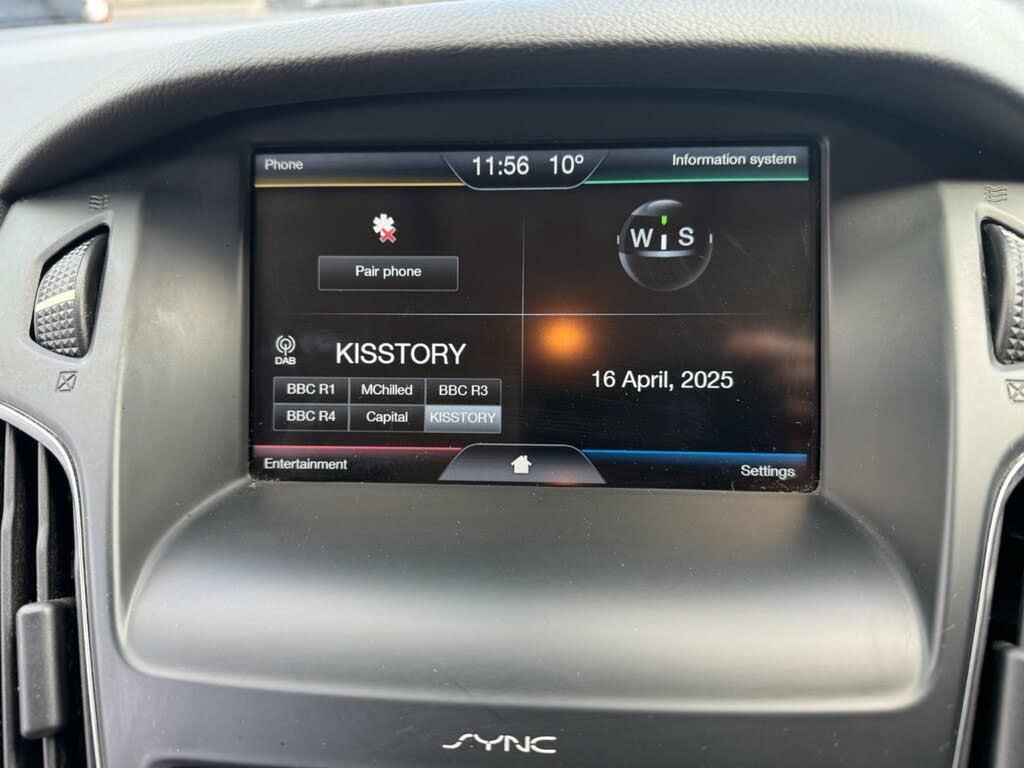 Phone
11:56 10°
Information system
W S
Pair phone
DAB
KISSTORY
BBC R1 MChilled BBC R3
BBC R4 Capital KISSTORY
16 April, 2025
Entertainment
Settings
SYNC